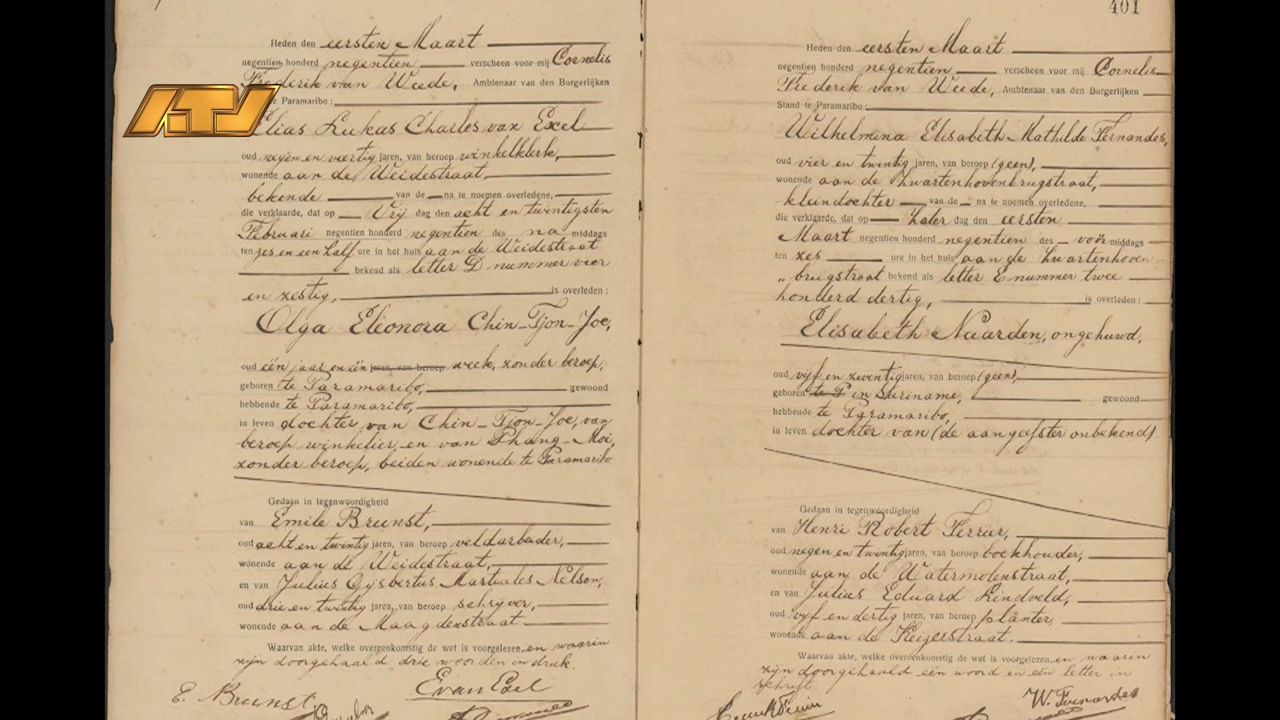 401
ATV
Heden den eersten Maart
negentien honderd negentien verscheen voor mij Cornelis
Frederik van Weede, Ambtenaar van den Burgerlijken
te Paramaribo:
Elias Lukas Charles van Exel
oud negen en veertig jaren, van beroep winkelklerk,
wonende aan de Weidestraat,
bekende van de na te noemen overledene,
die verklaarde, dat op Vrij dag den acht en twintigsten
Februari negentien honderd negentien des na middags
ten zes en een half ure in het huis aan de Weidestraat
bekend als letter D nummer vier
en zestig, is overleden:
Olga Eleonora Chin-Tjon-Joe,
oud één jaar en één jaren, van beroep week, zonder beroep,
geboren te Paramaribo, gewoond
hebbende te Paramaribo,
in leven dochter van Chin-Tjon-Joe, van
beroep winkelier, en van Phang-Moi,
zonder beroep, beiden wonende te Paramaribo
Gedaan in tegenwoordigheid
van Emile Brunst,
oud acht en twintig jaren, van beroep veldarbeider,
wonende aan de Weidestraat,
en van Julius Gijsbertus Nelson,
oud drie en twintig jaren, van beroep schrijver,
wonende aan de Maagdenstraat
Waarvan akte, welke overeenkomstig de wet is voorgelezen, en waarin
zijn doorgehaald drie woorden in druk.
E. Brunst
E van Exel
Heden den eersten Maart
negentien honderd negentien verscheen voor mij Cornelis
Frederik van Weede, Ambtenaar van den Burgerlijken
Stand te Paramaribo:
Wilhelmina Elisabeth Mathilde Fernandes,
oud vier en twintig jaren, van beroep (geen),
wonende aan de Zwartenhovenbrugstraat,
kleindochter van de na te noemen overledene,
die verklaarde, dat op Zater dag den eersten
Maart negentien honderd negentien des voor middags
ten zes ure in het huis aan de Zwartenhoven-
„brugstraat bekend als letter E nummer twee
honderd dertig, is overleden:
Elisabeth Naarden, ongehuwd,
oud vijf en zeventig jaren, van beroep (geen),
geboren te P in Suriname, gewoond
hebbende te Paramaribo,
in leven dochter van (de aangeefster onbekend)
Gedaan in tegenwoordigheid
van Henri Robert Ferrier,
oud negen en twintig jaren, van beroep boekhouder,
wonende aan de Watermolenstraat,
en van Julius Eduard Lindveld,
oud vijf en dertig jaren, van beroep planter,
wonende aan de Keizerstraat.
Waarvan akte, welke overeenkomstig de wet is voorgelezen, en waarin
zijn doorgehaald één woord en één letter in
schrift
W. Fernandes